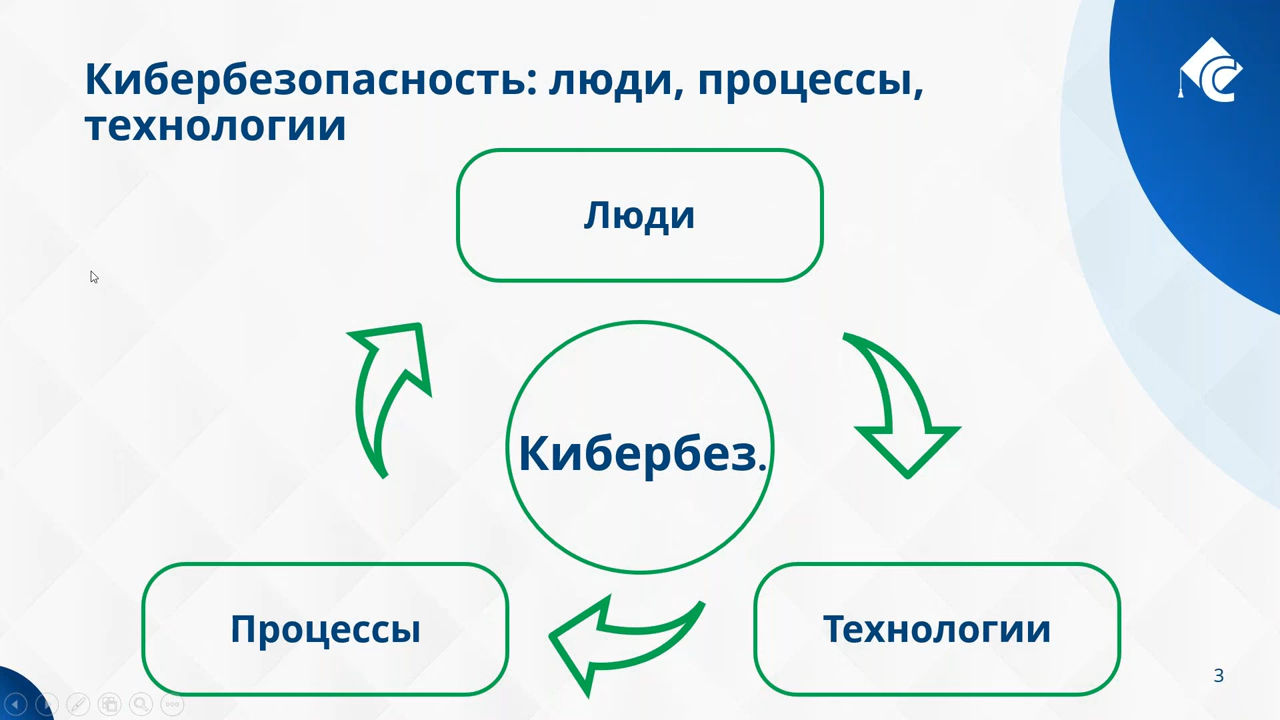 Кибербезопасность: люди, процессы,
технологии
Люди
Кибербез.
Процессы
Технологии
3